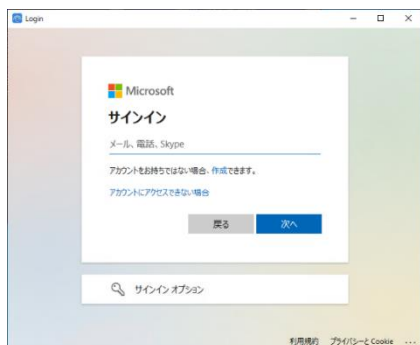 Login
Microsoft
サインイン
メール、電話、Skype
アカウントをお持ちではない場合、作成できます。
アカウントにアクセスできない場合
戻る 次へ
サインイン オプション
利用規約 プライバシーと Cookie ...